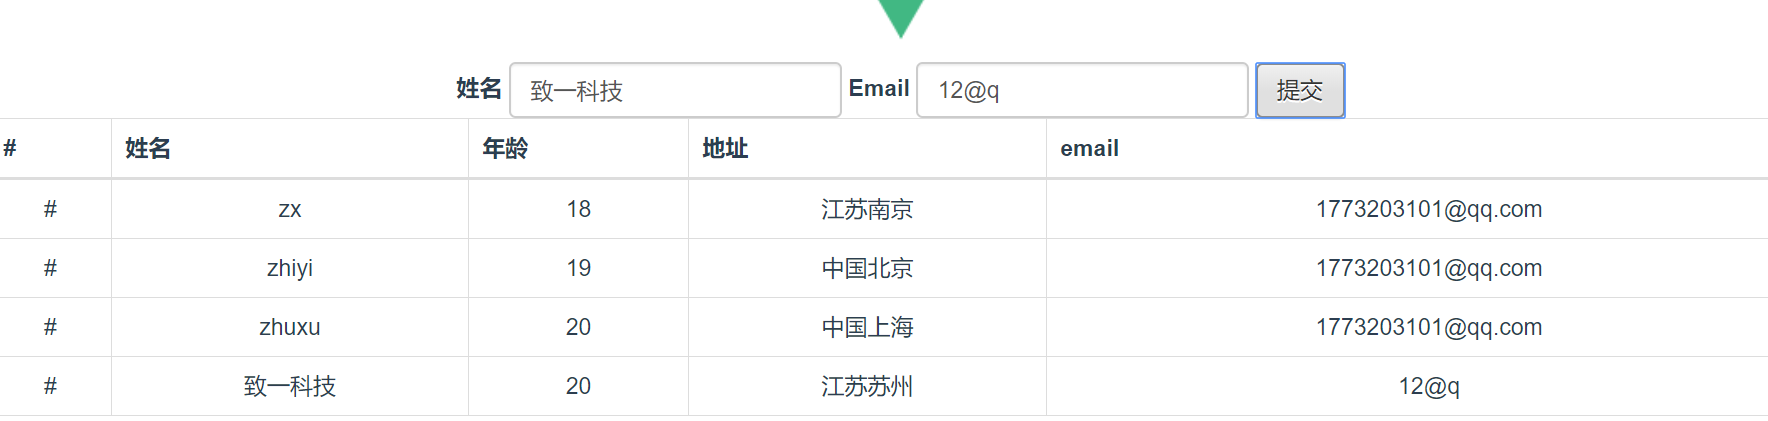 姓名 致一科技 Email 12@q 提交
# 姓名 年龄 地址 email
# zx 18 江苏南京 1773203101@qq.com
# zhiyi 19 中国北京 1773203101@qq.com
# zhuxu 20 中国上海 1773203101@qq.com
# 致一科技 20 江苏苏州 12@q